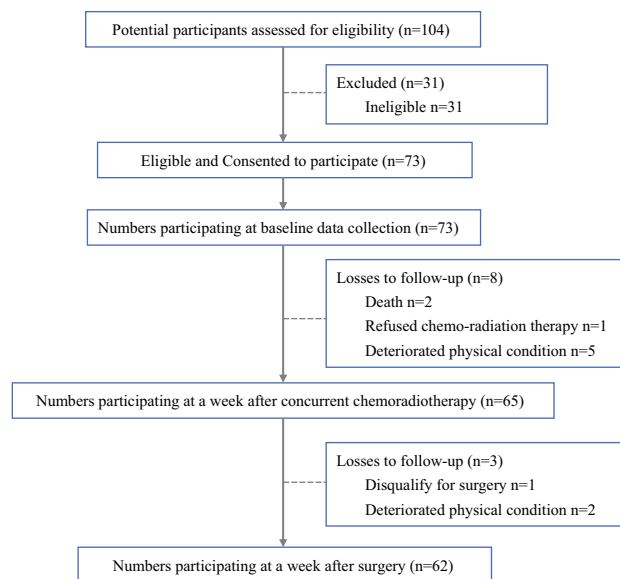 Potential participants assessed for eligibility (n=104)
Excluded (n=31)
Ineligible n=31
Eligible and Consented to participate (n=73)
Numbers participating at baseline data collection (n=73)
Losses to follow-up (n=8)
Death n=2
Refused chemo-radiation therapy n=1
Deteriorated physical condition n=5
Numbers participating at a week after concurrent chemoradiotherapy (n=65)
Losses to follow-up (n=3)
Disqualify for surgery n=1
Deteriorated physical condition n=2
Numbers participating at a week after surgery (n=62)